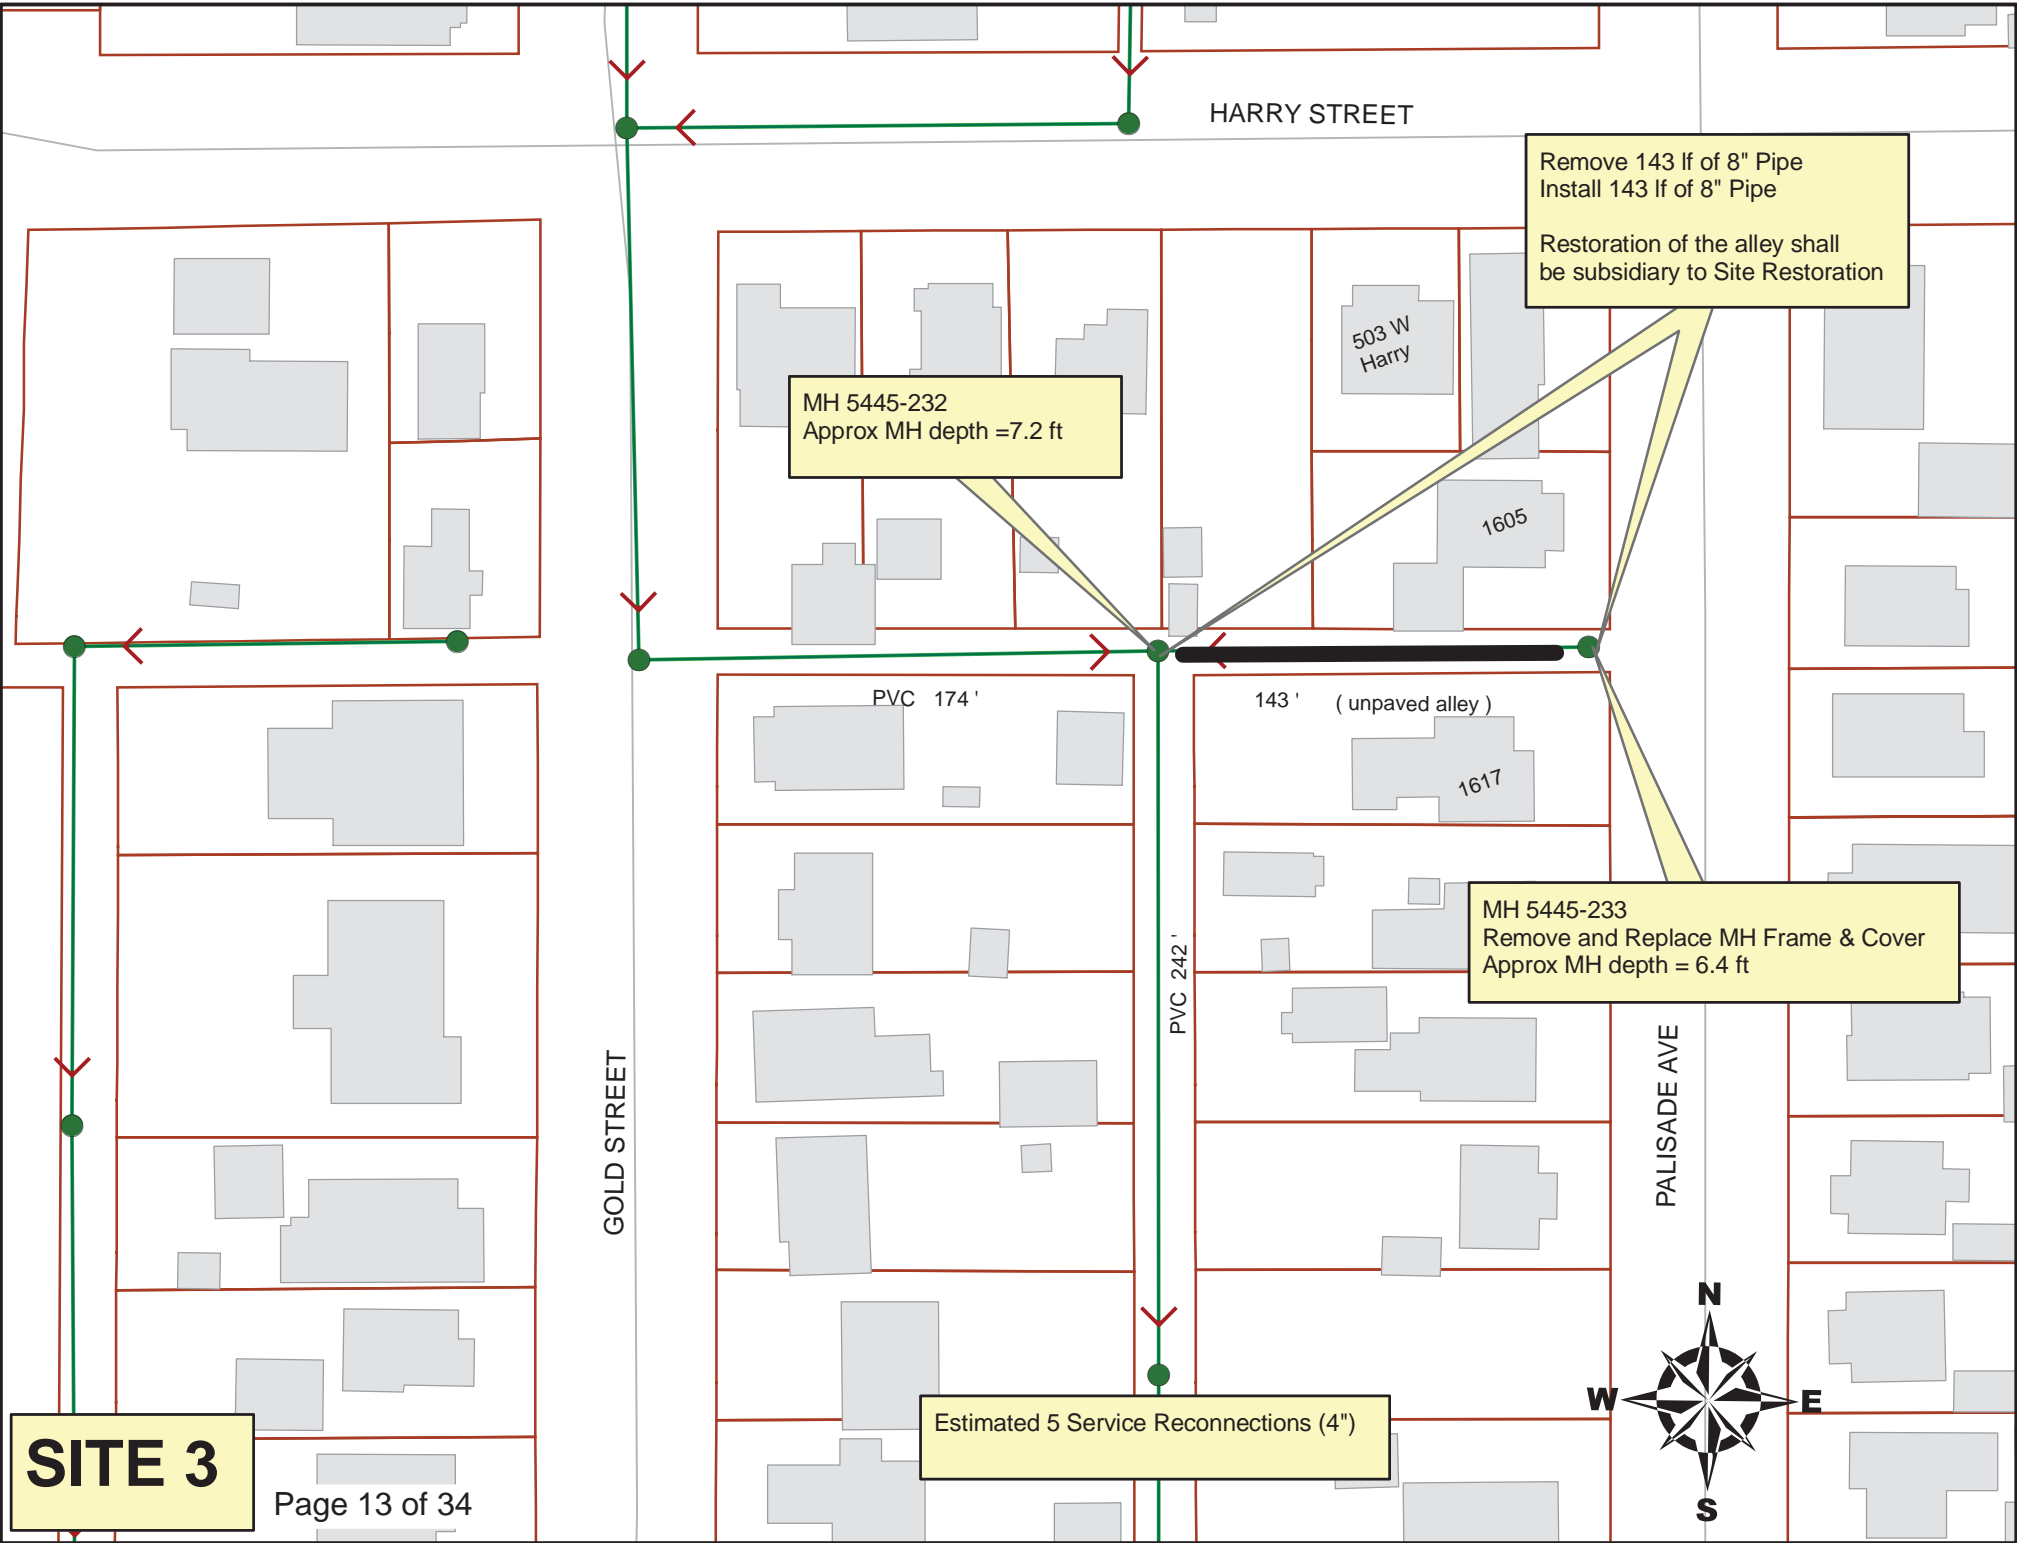 HARRY STREET
Remove 143 lf of 8" Pipe
Install 143 lf of 8" Pipe
Restoration of the alley shall
be subsidiary to Site Restoration
503 W
Harry
MH 5445-232
Approx MH depth =7.2 ft
1605
PVC 174 '
143 ' ( unpaved alley )
1617
MH 5445-233
Remove and Replace MH Frame & Cover
Approx MH depth = 6.4 ft
PVC 242 '
GOLD STREET
PALISADE AVE
N
W
E
S
Estimated 5 Service Reconnections (4")
SITE 3
Page 13 of 34